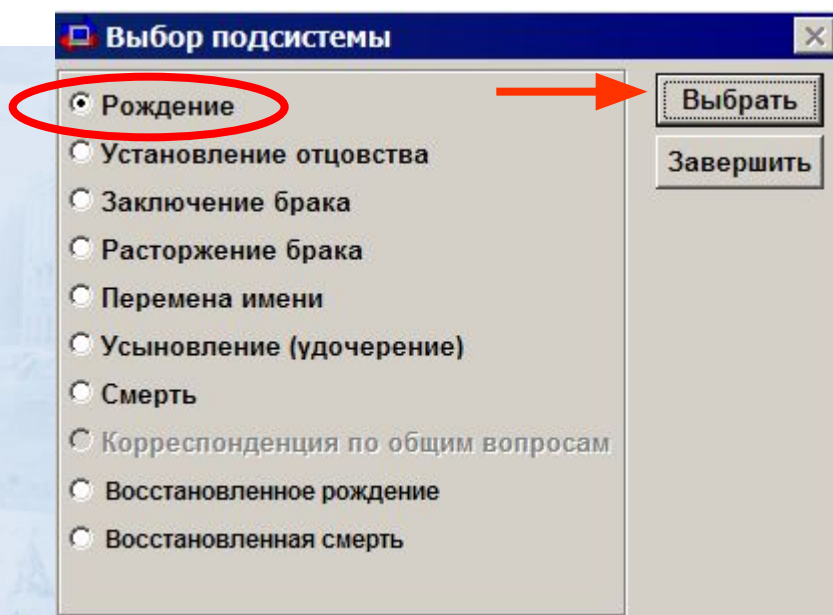 Выбор подсистемы
Рождение
Выбрать
Установление отцовства
Завершить
Заключение брака
Расторжение брака
Перемена имени
Усыновление (удочерение)
Смерть
Корреспонденция по общим вопросам
Восстановленное рождение
Восстановленная смерть